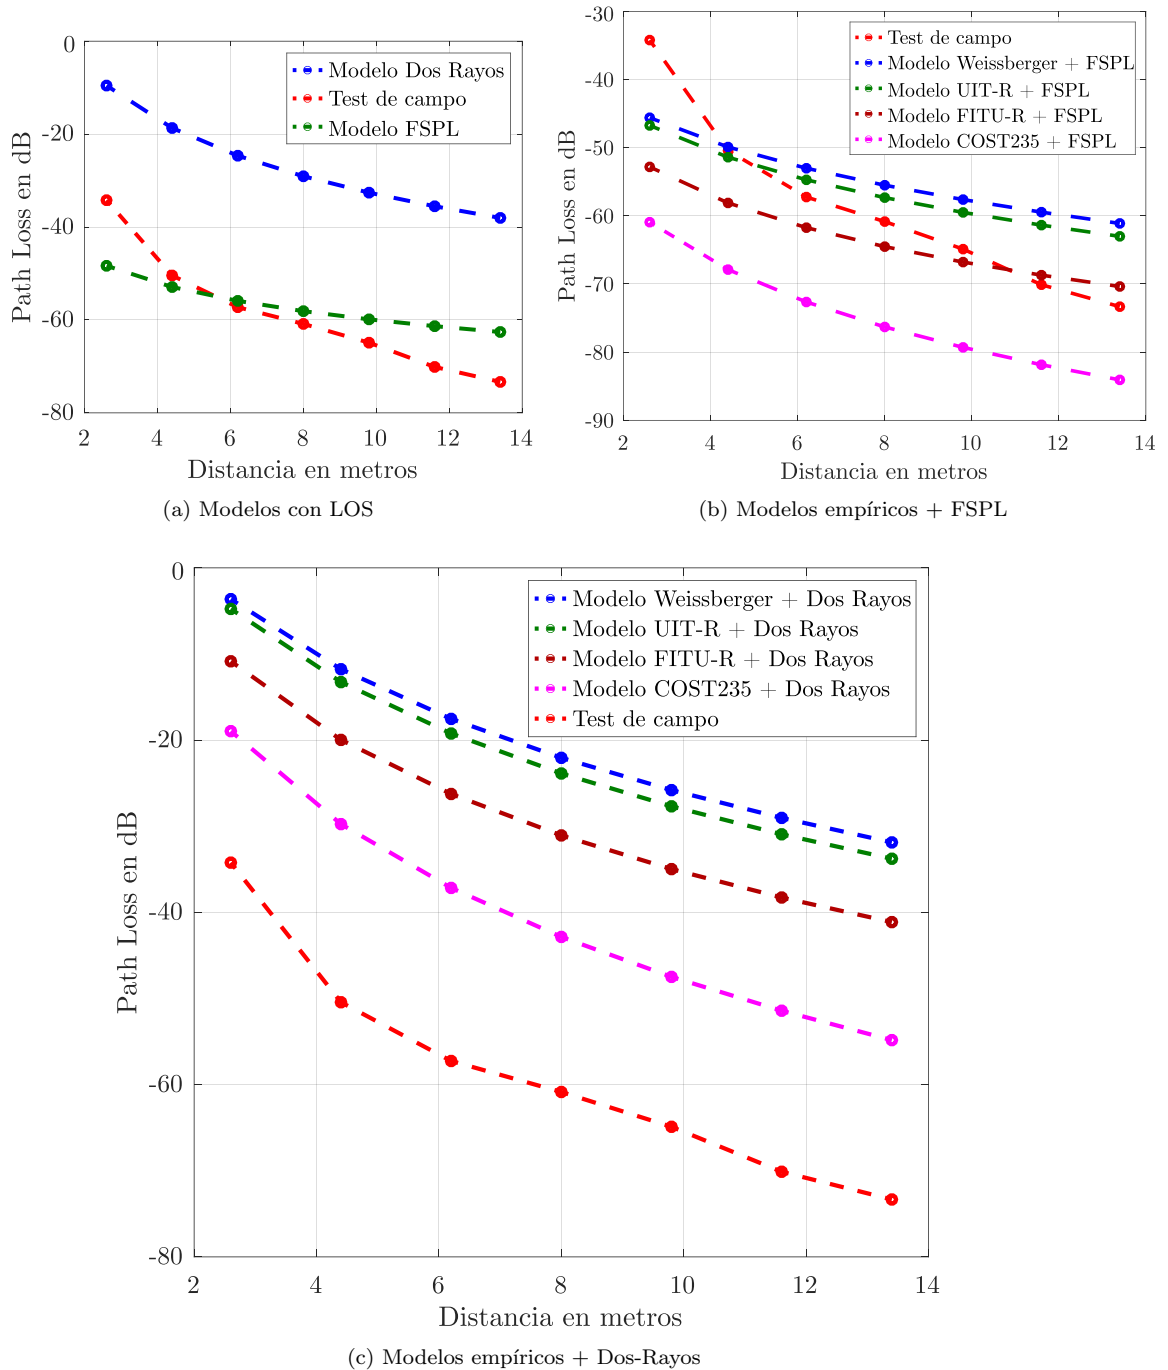 0
-20
-40
-60
-80
Path Loss en dB
Modelo Dos Rayos
Test de campo
Modelo FSPL
2 4 6 8 10 12 14
Distancia en metros
(a) Modelos con LOS
-30
-40
-50
-60
-70
-80
-90
Path Loss en dB
Test de campo
Modelo Weissberger + FSPL
Modelo UIT-R + FSPL
Modelo FITU-R + FSPL
Modelo COST235 + FSPL
2 4 6 8 10 12 14
Distancia en metros
(b) Modelos empíricos + FSPL
0
-20
-40
-60
-80
Path Loss en dB
Modelo Weissberger + Dos Rayos
Modelo UIT-R + Dos Rayos
Modelo FITU-R + Dos Rayos
Modelo COST235 + Dos Rayos
Test de campo
2 4 6 8 10 12 14
Distancia en metros
(c) Modelos empíricos + Dos-Rayos